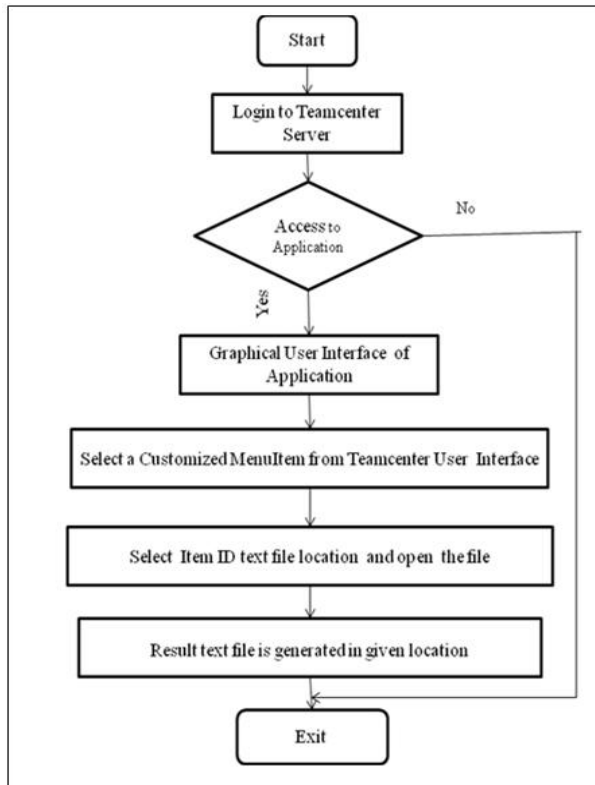 Start
Login to Teamcenter
Server
Access to
Application
No
Yes
Graphical User Interface of
Application
Select a Customized MenuItem from Teamcenter User Interface
Select Item ID text file location and open the file
Result text file is generated in given location
Exit